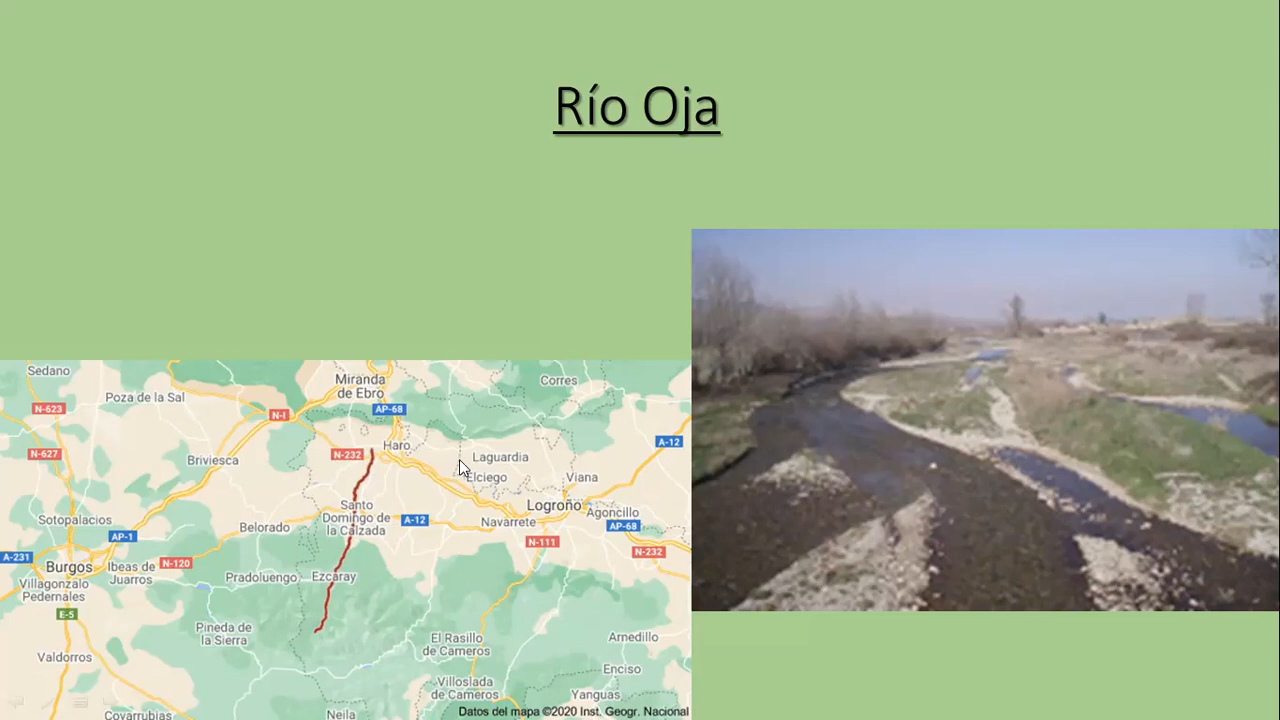 Río Oja
Sedano
Miranda
de Ebro
Corres
Poza de la Sal
N-623
N-I
AP-68
A-12
Haro
N-627
N-232
Laguardia
Briviesca
Elciego
Viana
Santo
Domingo de
la Calzada
Logroño
Agoncillo
Sotopalacios
Belorado
A-12
Navarrete
AP-68
AP-1
N-111
N-232
A-231
Burgos
Ibeas de
Juarros
N-120
Pradoluengo
Ezcaray
Villagonzalo
Pedernales
E-5
Pineda de
la Sierra
El Rasillo
de Cameros
Arnedillo
Valdorros
Enciso
Villoslada
de Cameros
Yanguas
Covarrubias
Neila
Datos del mapa ©2020 Inst. Geogr. Nacional